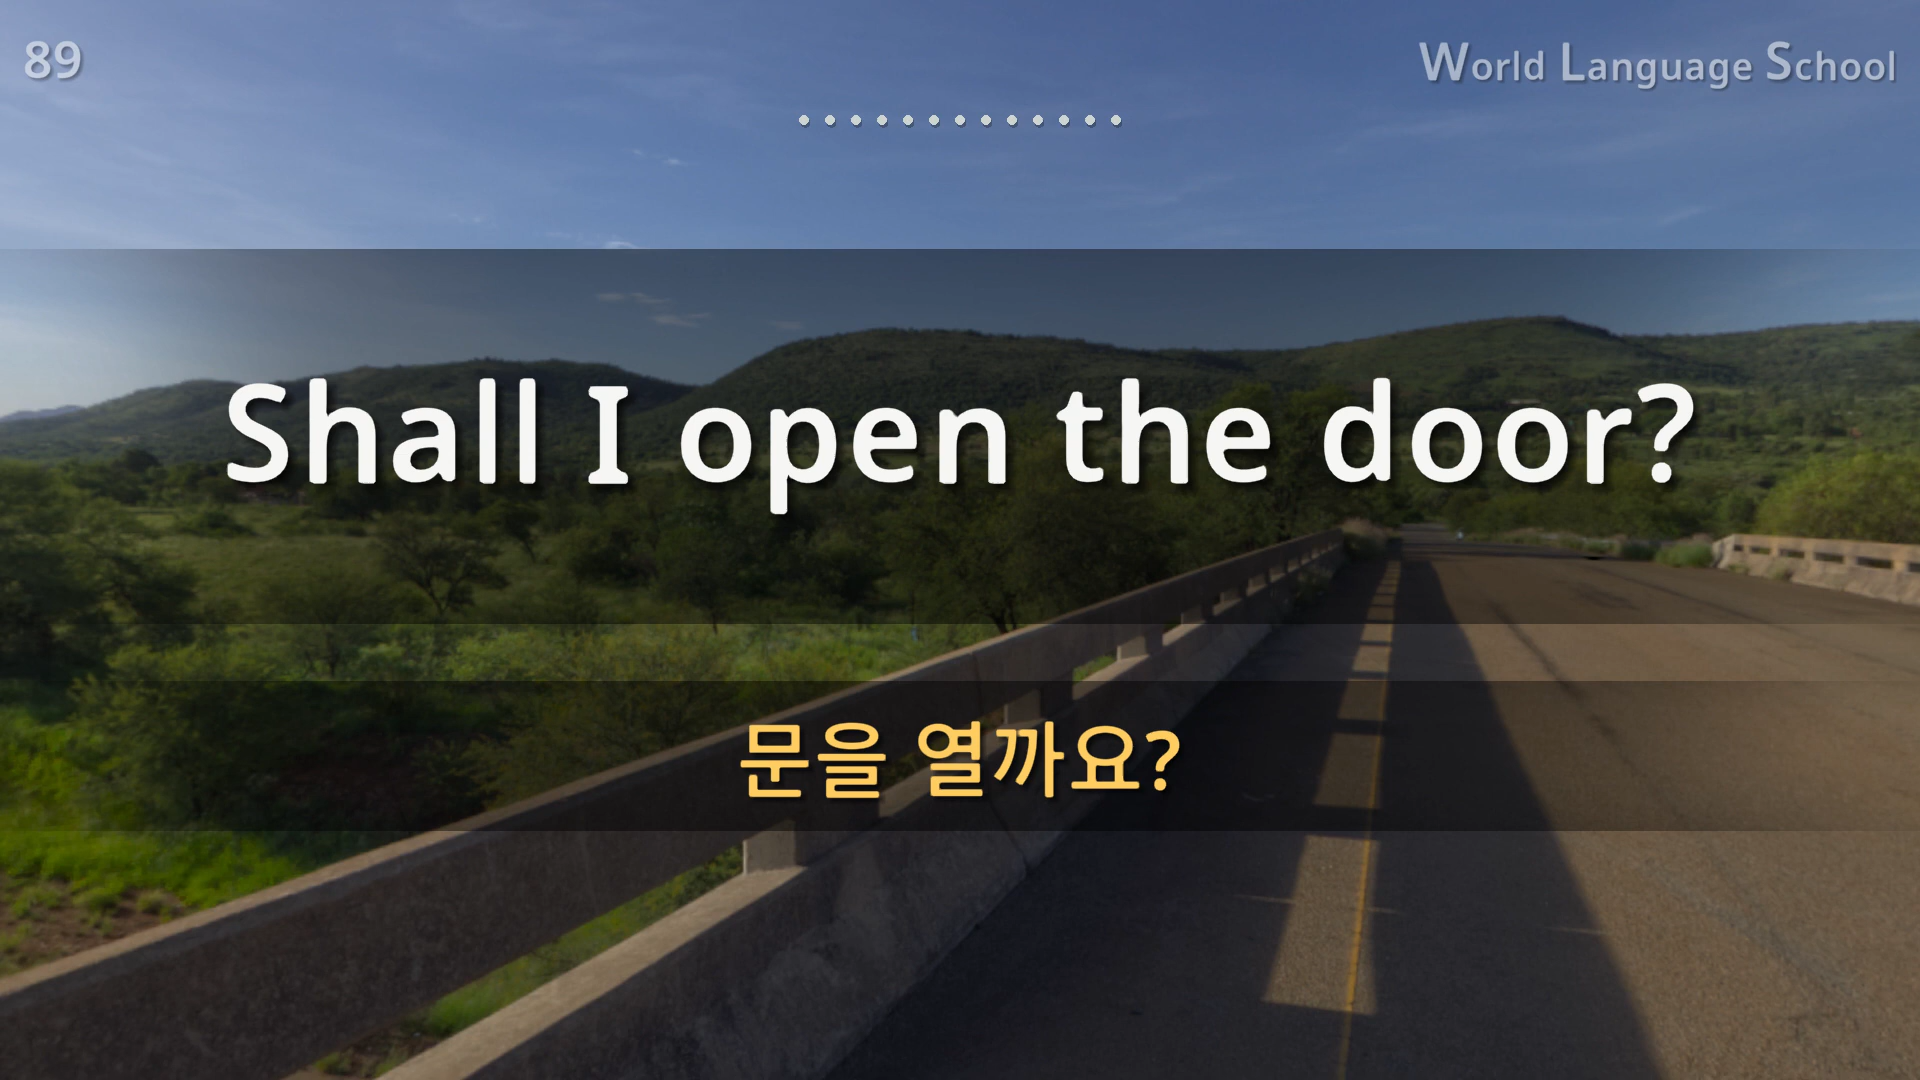 89
World Language School
Shall I open the door?
문을 열까요?